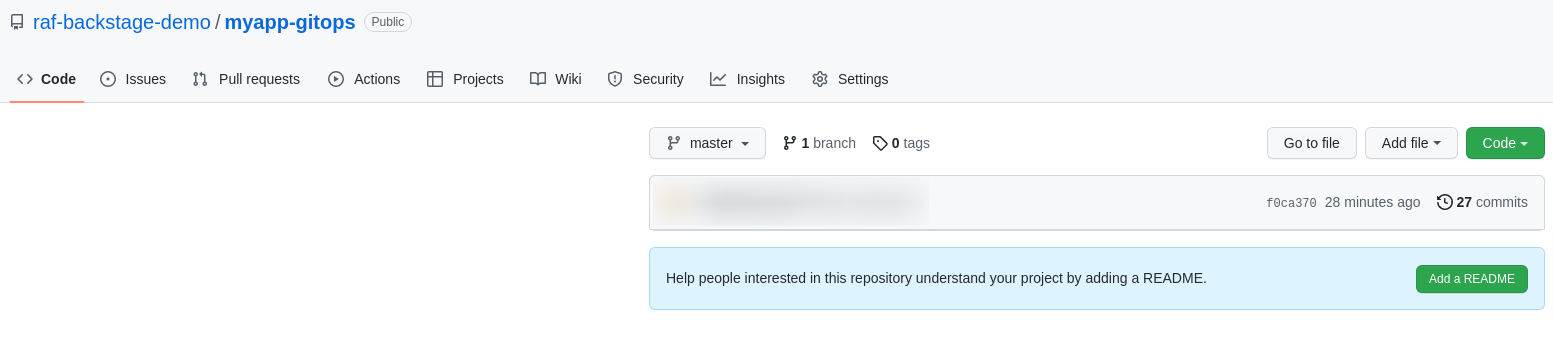 raf-backstage-demo / myapp-gitops Public
Code Issues Pull requests Actions Projects Wiki Security Insights Settings
master 1 branch 0 tags Go to file Add file Code
f0ca370 28 minutes ago 27 commits
Help people interested in this repository understand your project by adding a README. Add a README